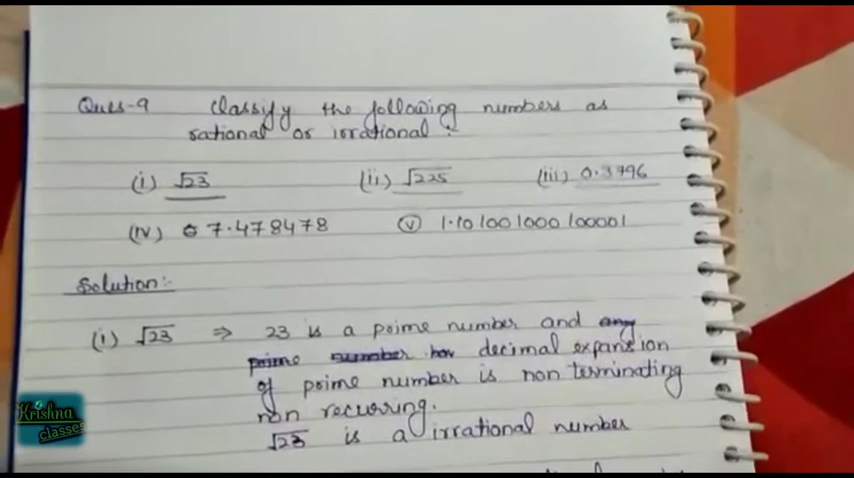 Ques-9 Classify the following numbers as
rational or irrational :
(i) √23 (ii) √225 (iii) 0.3796
(iv) 7.478478 (v) 1.101001000100001
Solution:-
(i) √23 ⇒ 23 is a prime number and any
prime number decimal expansion
of prime number is non terminating
non recurring.
√23 is a irrational number
Krishna
classes